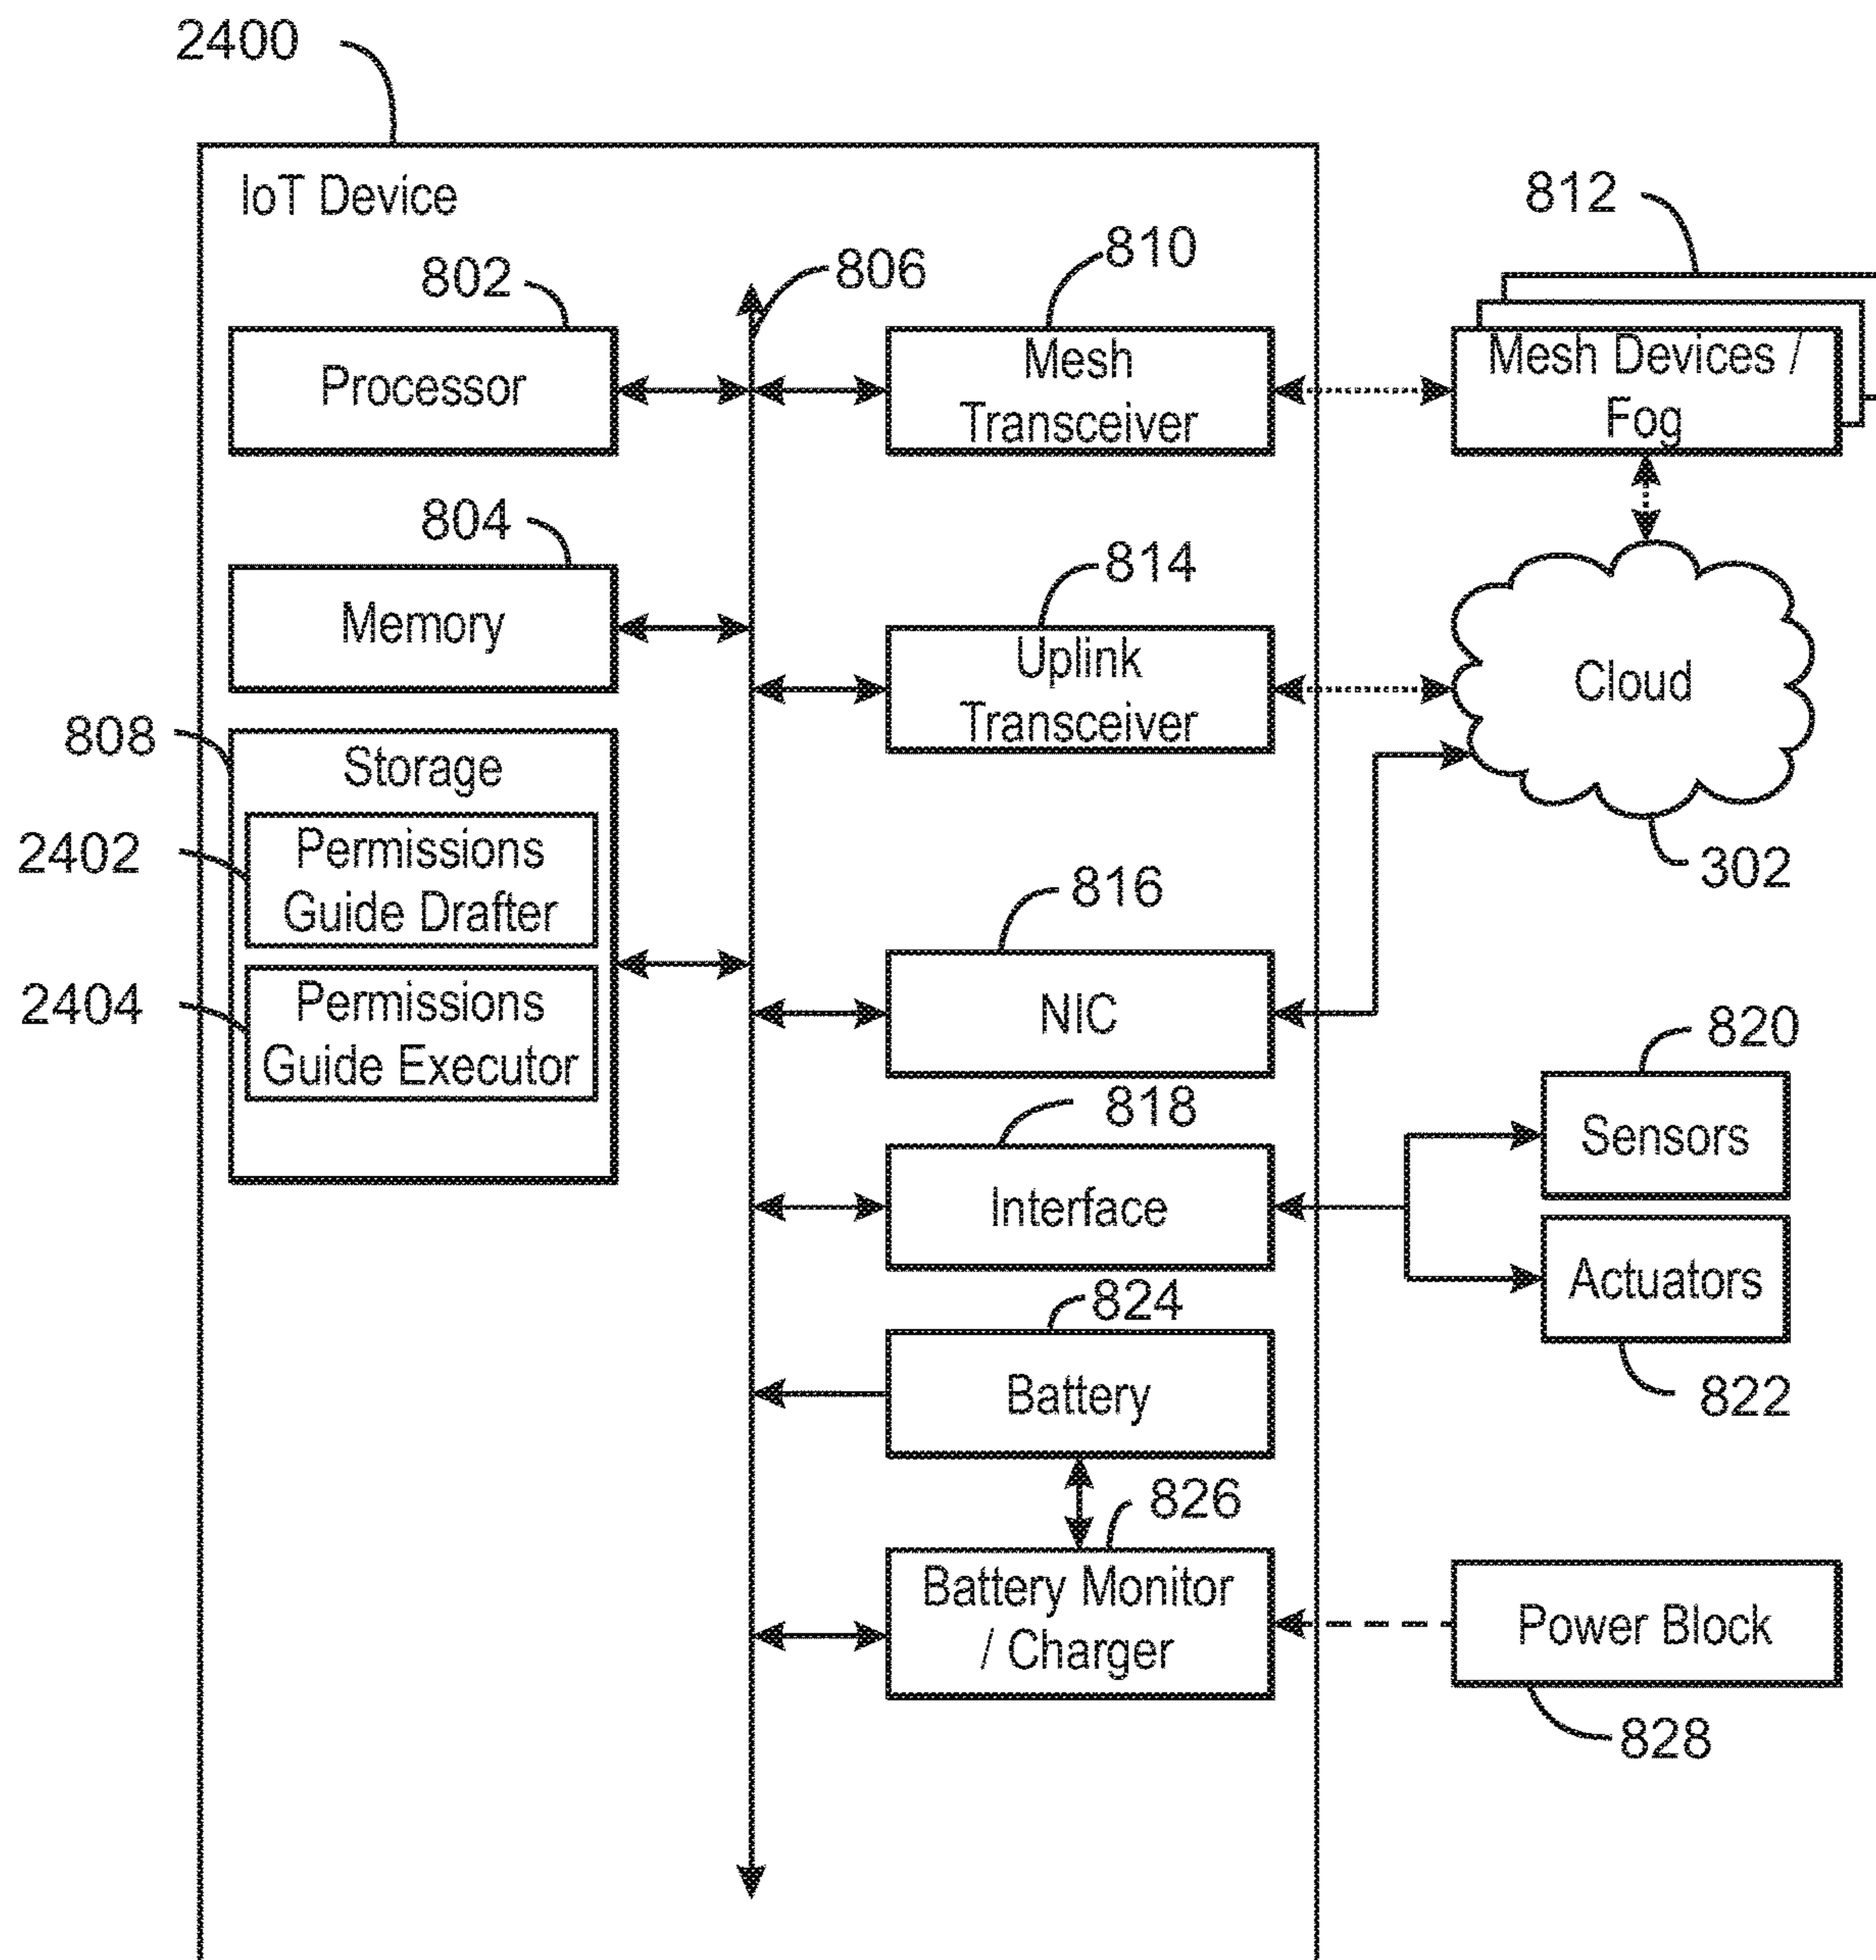 2400
IoT Device
812
810
806
802
Processor
Mesh
Transceiver
Mesh Devices /
Fog
804
814
Memory
Uplink
Transceiver
Cloud
808
Storage
2402
Permissions
Guide Drafter
816
302
2404
Permissions
Guide Executor
NIC
820
818
Sensors
Interface
Actuators
824
822
Battery
826
Battery Monitor
/ Charger
Power Block
828